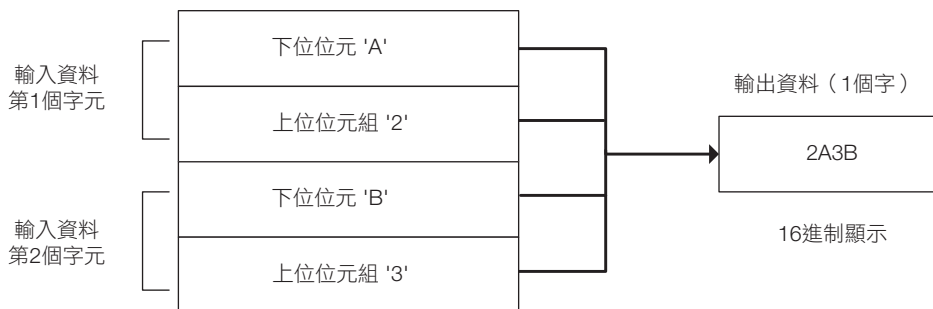 輸入資料
第1個字元
下位位元 'A'
上位位元組 '2'
輸入資料
第2個字元
下位位元 'B'
上位位元組 '3'
輸出資料（1個字）
2A3B
16進制顯示